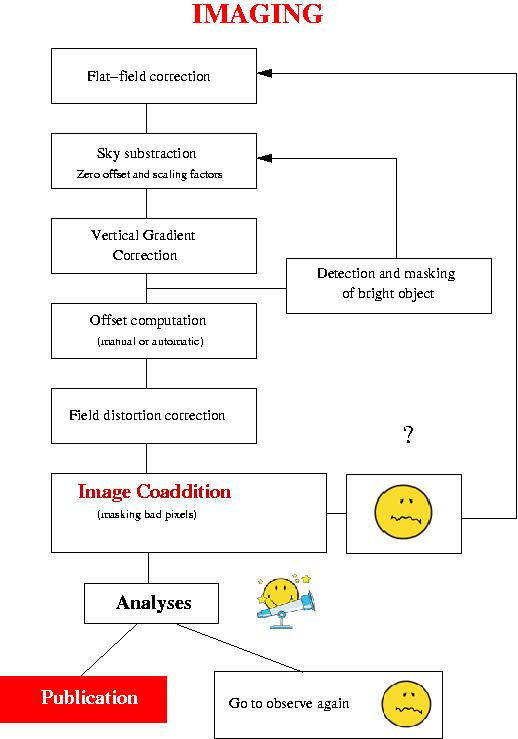 IMAGING
Flat-field correction
Sky substraction
Zero offset and scaling factors
Vertical Gradient
Correction
Detection and masking
of bright object
Offset computation
(manual or automatic)
Field distortion correction
?
Image Coaddition
(masking bad pixels)
Analyses
Publication
Go to observe again